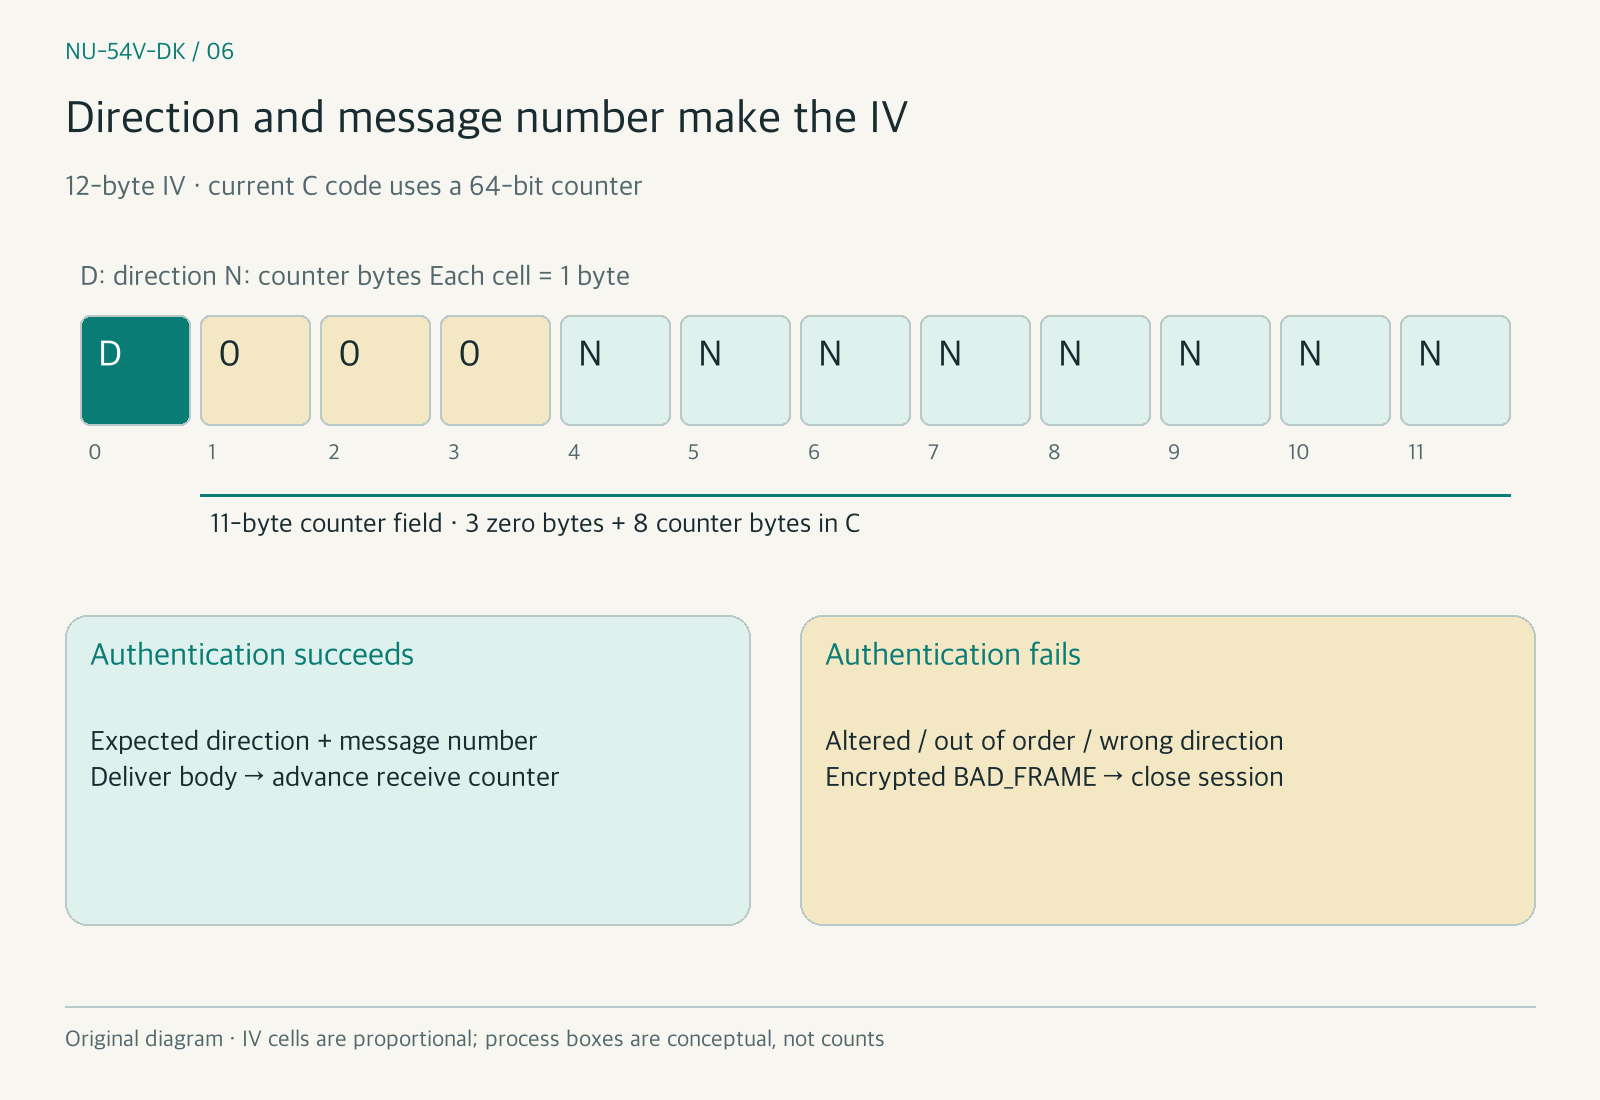 NU-54V-DK / 06
Direction and message number make the IV
12-byte IV · current C code uses a 64-bit counter
D: direction N: counter bytes Each cell = 1 byte
D 0 0 0 N N N N N N N N
0 1 2 3 4 5 6 7 8 9 10 11
11-byte counter field · 3 zero bytes + 8 counter bytes in C
Authentication succeeds
Expected direction + message number
Deliver body → advance receive counter
Authentication fails
Altered / out of order / wrong direction
Encrypted BAD_FRAME → close session
Original diagram · IV cells are proportional; process boxes are conceptual, not counts